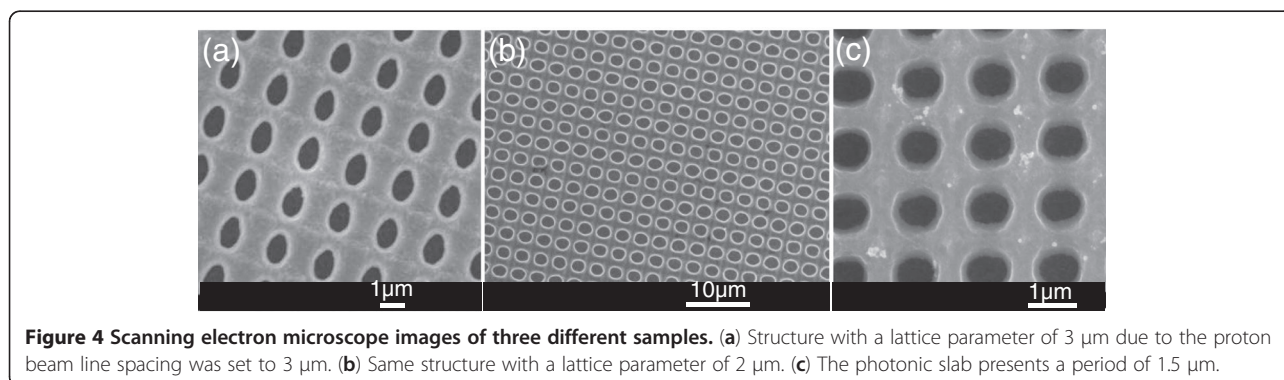 (a) (b) (c)
1µm 10µm 1µm
Figure 4 Scanning electron microscope images of three different samples. (a) Structure with a lattice parameter of 3 µm due to the proton
beam line spacing was set to 3 µm. (b) Same structure with a lattice parameter of 2 µm. (c) The photonic slab presents a period of 1.5 µm.